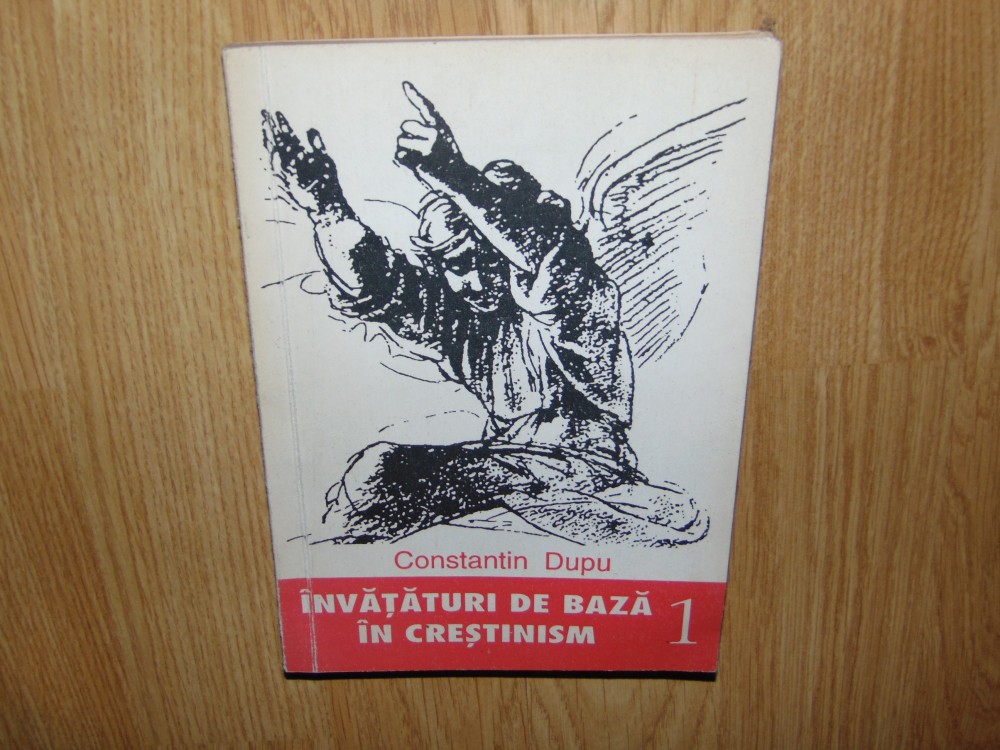 Constantin Dupu
ÎNVĂȚĂTURI DE BAZĂ
ÎN CREȘTINISM
1